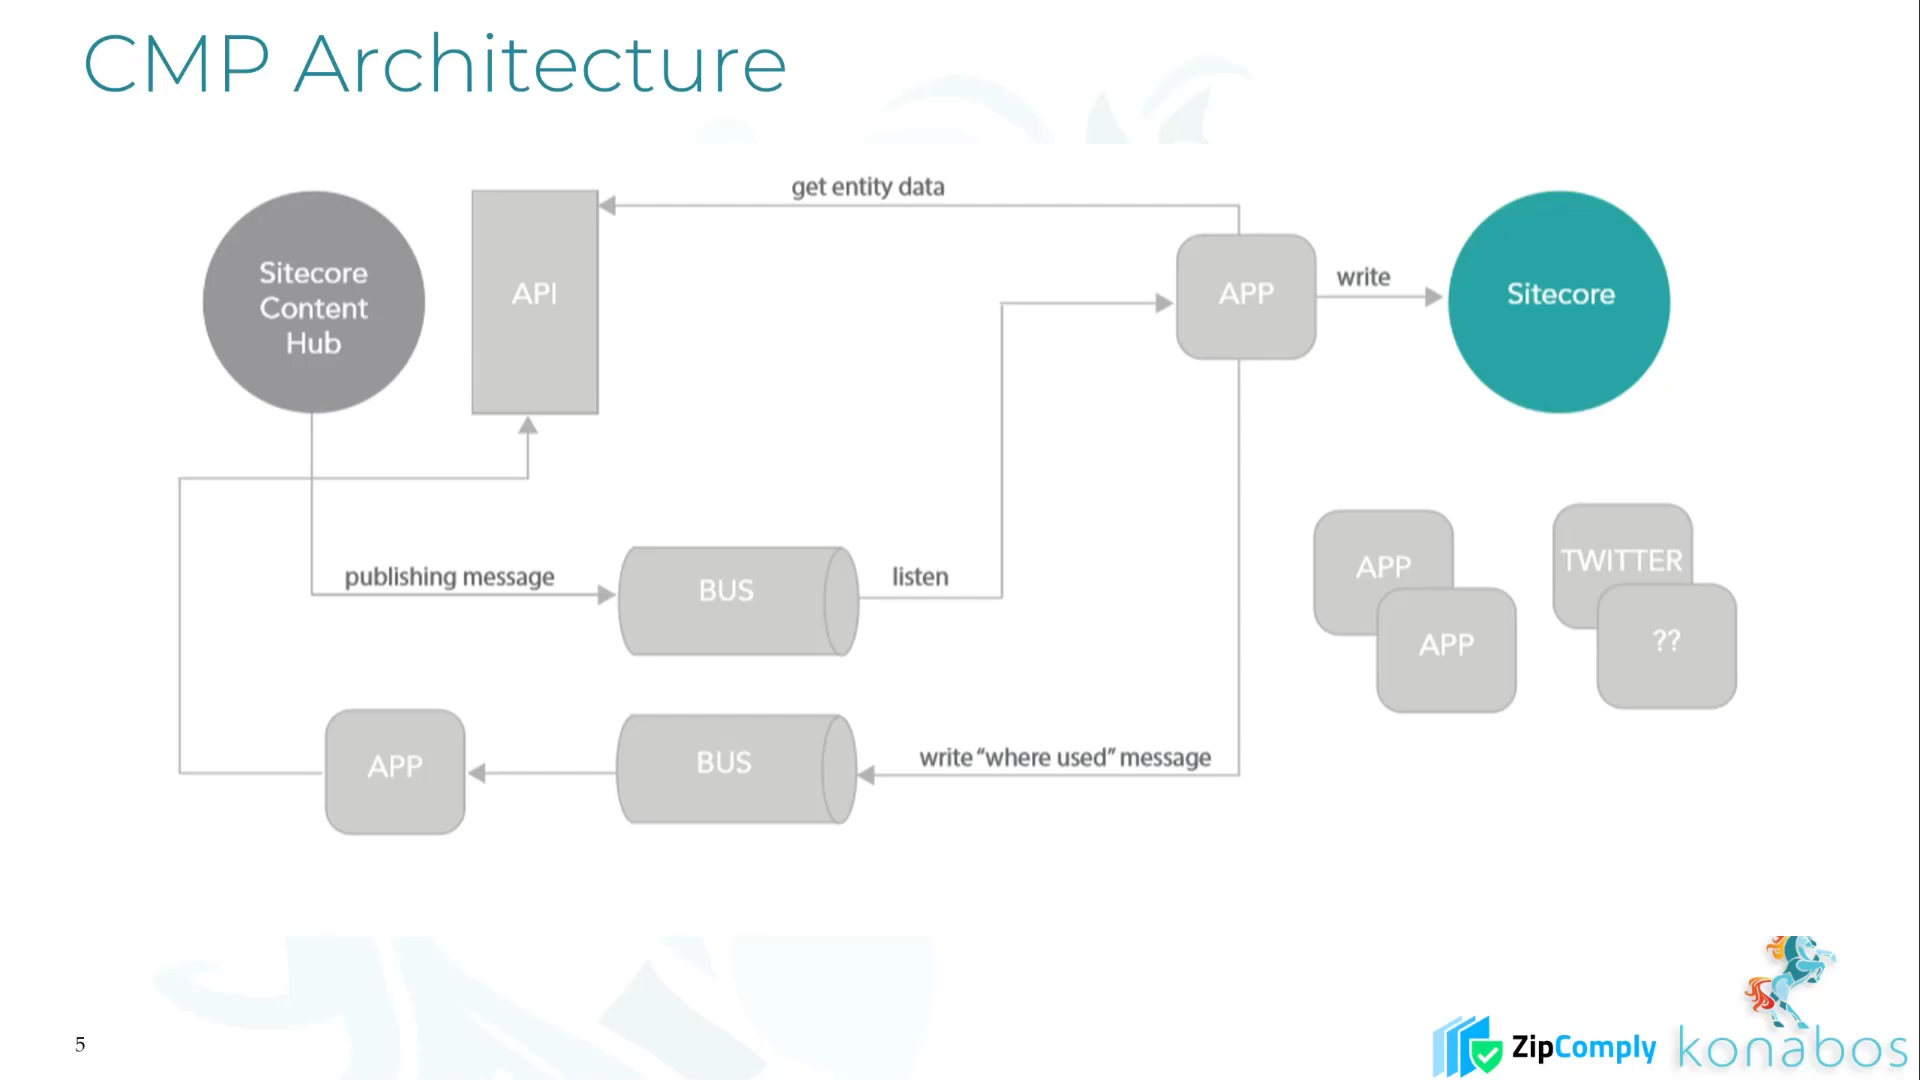 CMP Architecture
get entity data
Sitecore
Content
Hub
API
APP
write
Sitecore
publishing message
BUS
listen
APP
APP
TWITTER
??
APP
BUS
write “where used” message
5
ZipComply
konabos